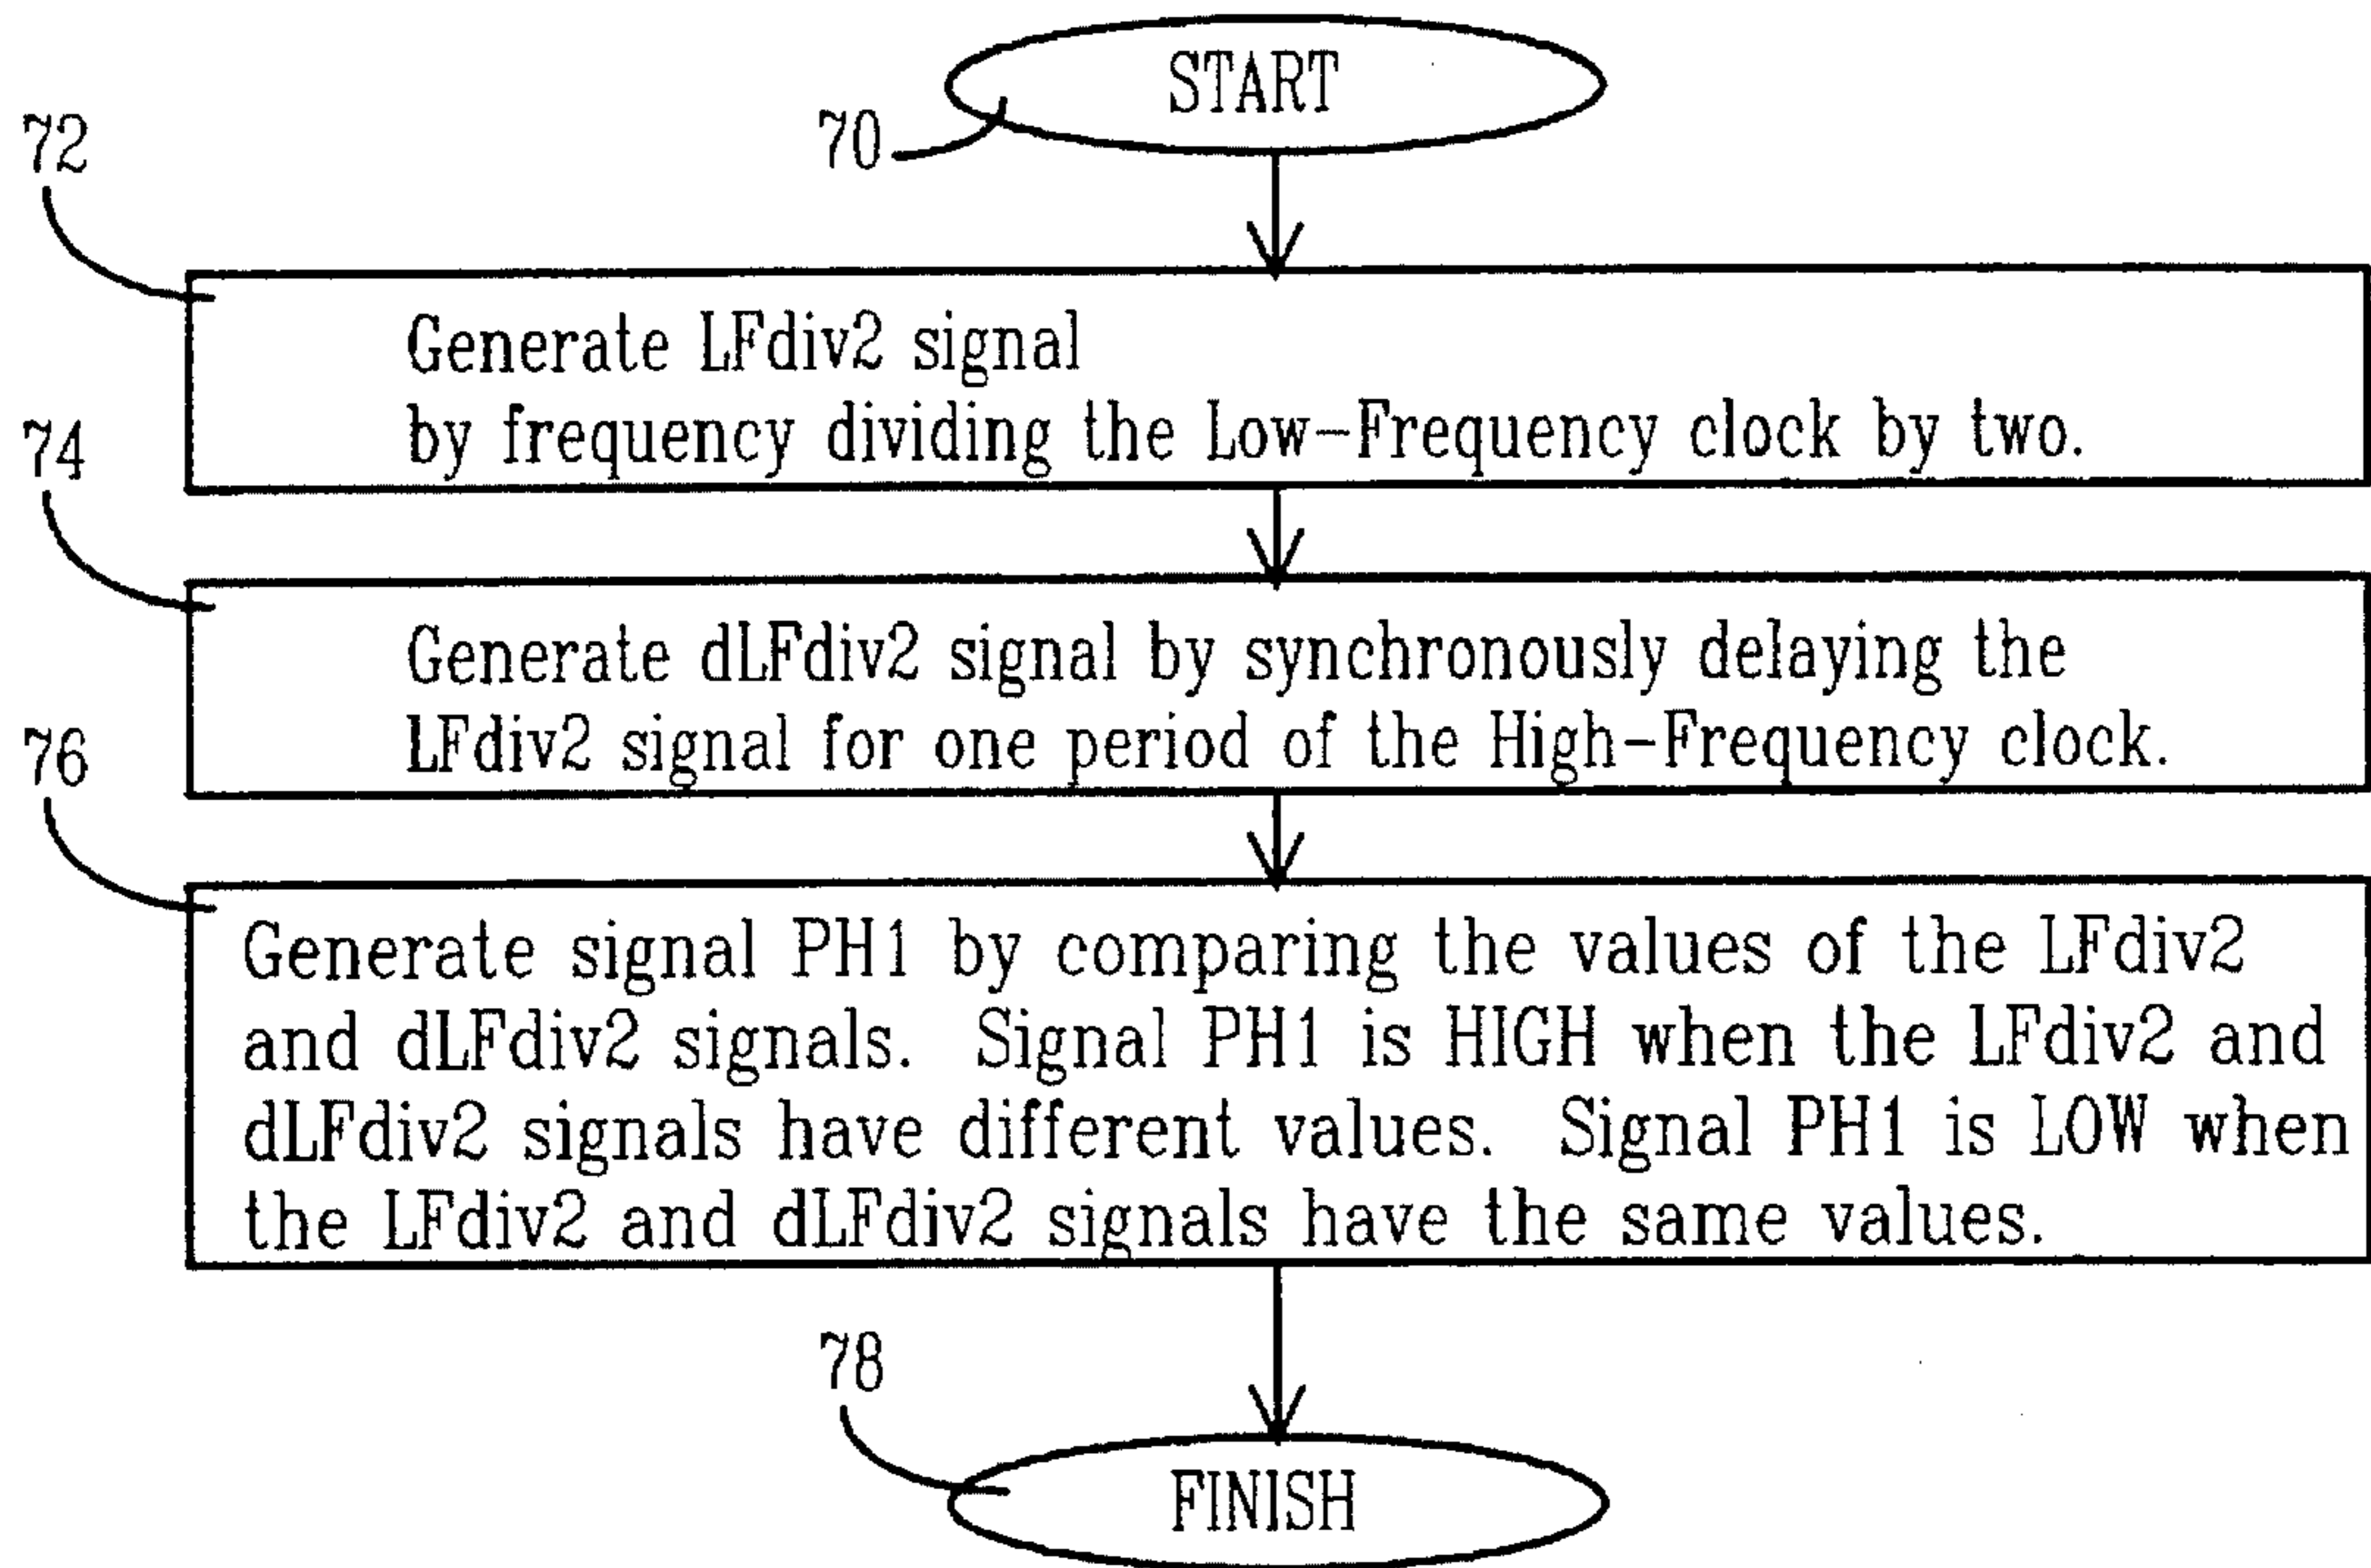 START
70
72
Generate LFdiv2 signal
by frequency dividing the Low-Frequency clock by two.
74
Generate dLFdiv2 signal by synchronously delaying the
LFdiv2 signal for one period of the High-Frequency clock.
76
Generate signal PH1 by comparing the values of the LFdiv2
and dLFdiv2 signals. Signal PH1 is HIGH when the LFdiv2 and
dLFdiv2 signals have different values. Signal PH1 is LOW when
the LFdiv2 and dLFdiv2 signals have the same values.
78
FINISH